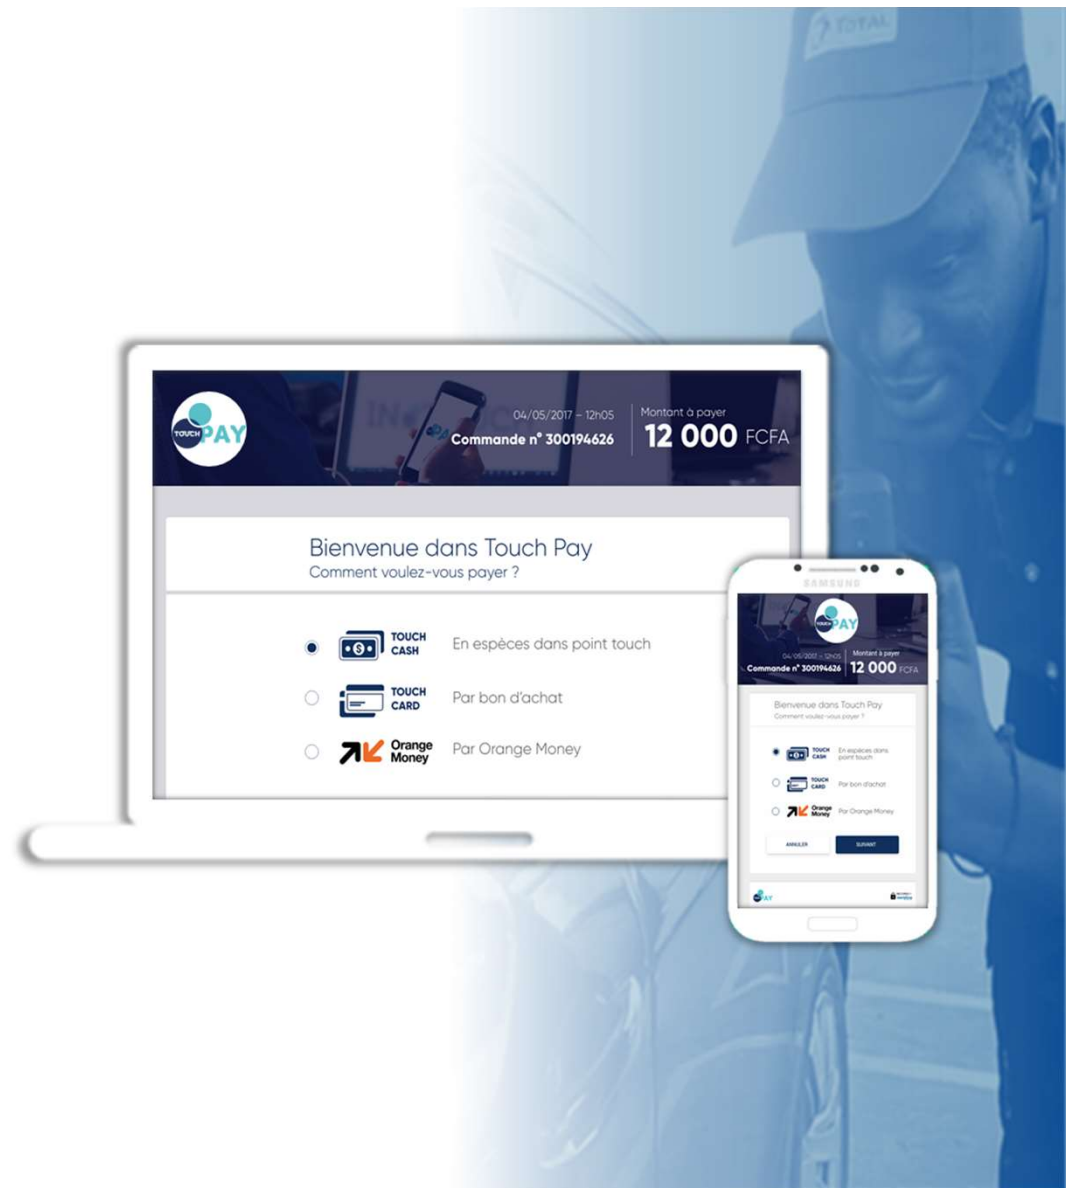 TOTAL
TOUCH PAY
04/05/2017 – 12h05
Commande n° 300194626
Montant à payer
12 000 FCFA
Bienvenue dans Touch Pay
Comment voulez-vous payer ?
TOUCH
CASH
En espèces dans point touch
TOUCH
CARD
Par bon d'achat
Orange
Money
Par Orange Money
SAMSUNG
TOUCH PAY
04/05/2017 – 12h05
Commande n° 300194626
Montant à payer
12 000 FCFA
Bienvenue dans Touch Pay
Comment voulez-vous payer ?
TOUCH
CASH
En espèces dans
point touch
TOUCH
CARD
Par bon d'achat
Orange
Money
Par Orange Money
ANNULER
SUIVANT
PAY